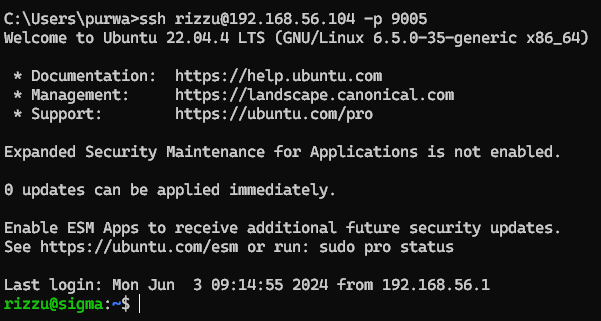 C:\Users\purwa>ssh rizzu@192.168.56.104 -p 9005
Welcome to Ubuntu 22.04.4 LTS (GNU/Linux 6.5.0-35-generic x86_64)
* Documentation:  https://help.ubuntu.com
* Management:     https://landscape.canonical.com
* Support:        https://ubuntu.com/pro
Expanded Security Maintenance for Applications is not enabled.
0 updates can be applied immediately.
Enable ESM Apps to receive additional future security updates.
See https://ubuntu.com/esm or run: sudo pro status
Last login: Mon Jun  3 09:14:55 2024 from 192.168.56.1
rizzu@sigma:~$